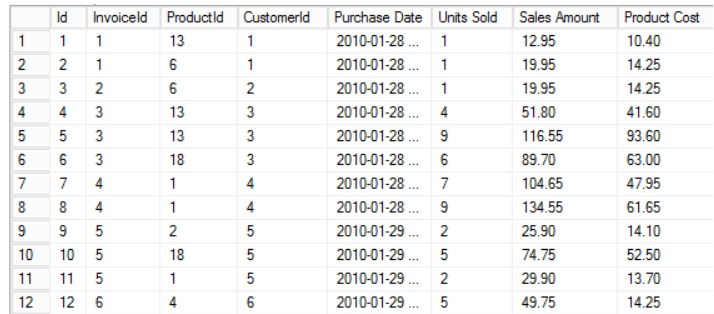 Id InvoiceId ProductId CustomerId Purchase Date Units Sold Sales Amount Product Cost
1 1 1 13 1 2010-01-28 ... 1 12.95 10.40
2 2 1 6 1 2010-01-28 ... 1 19.95 14.25
3 3 2 6 2 2010-01-28 ... 1 19.95 14.25
4 4 3 13 3 2010-01-28 ... 4 51.80 41.60
5 5 3 13 3 2010-01-28 ... 9 116.55 93.60
6 6 3 18 3 2010-01-28 ... 6 89.70 63.00
7 7 4 1 4 2010-01-28 ... 7 104.65 47.95
8 8 4 1 4 2010-01-28 ... 9 134.55 61.65
9 9 5 2 5 2010-01-29 ... 2 25.90 14.10
10 10 5 18 5 2010-01-29 ... 5 74.75 52.50
11 11 5 1 5 2010-01-29 ... 2 29.90 13.70
12 12 6 4 6 2010-01-29 ... 5 49.75 14.25